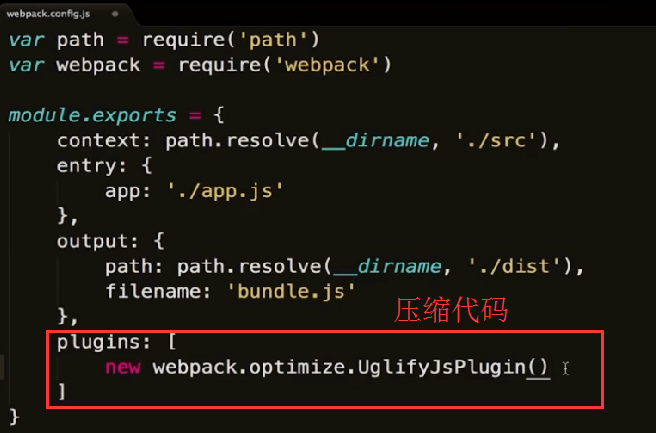 webpack.config.js
var path = require('path')
var webpack = require('webpack')
module.exports = {
context: path.resolve(__dirname, './src'),
entry: {
app: './app.js'
},
output: {
path: path.resolve(__dirname, './dist'),
filename: 'bundle.js'
},
压缩代码
plugins: [
new webpack.optimize.UglifyJsPlugin()
]
}